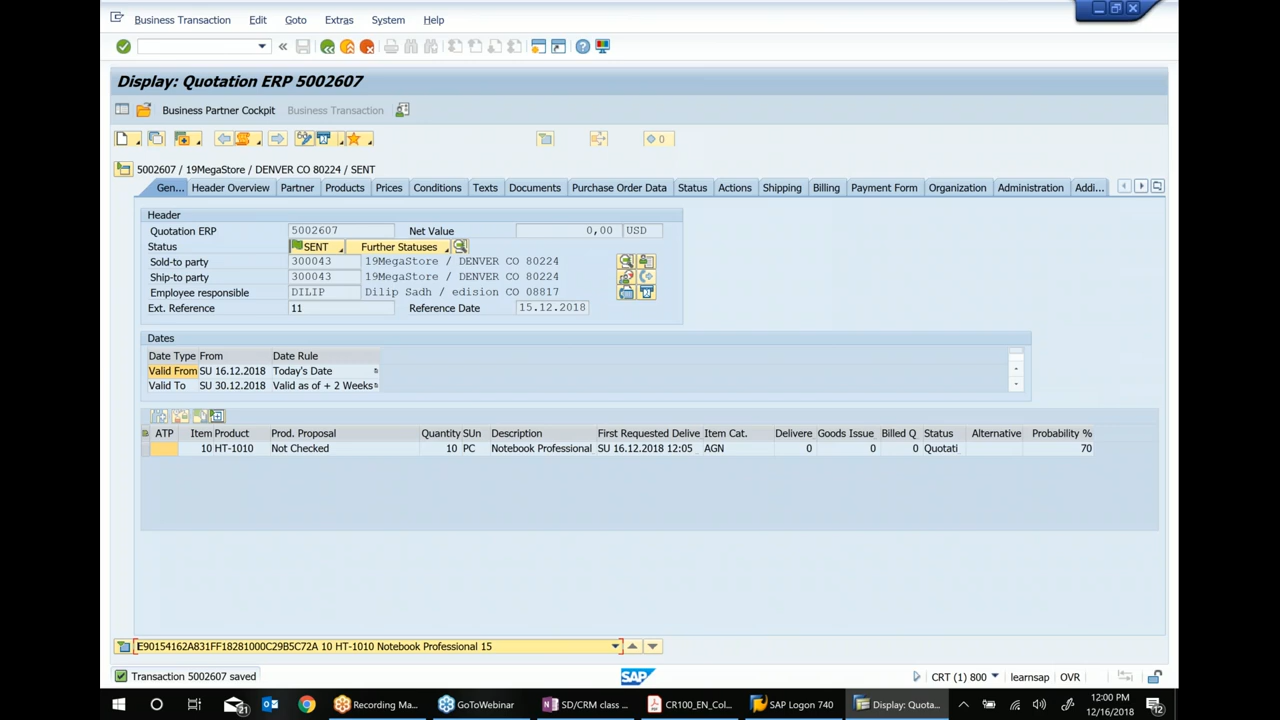 Business Transaction Edit Goto Extras System Help
Display: Quotation ERP 5002607
Business Partner Cockpit Business Transaction
0
5002607 / 19MegaStore / DENVER CO 80224 / SENT
Gen... Header Overview Partner Products Prices Conditions Texts Documents Purchase Order Data Status Actions Shipping Billing Payment Form Organization Administration Addi...
Header
Quotation ERP 5002607 Net Value 0,00 USD
Status SENT Further Statuses
Sold-to party 300043 19MegaStore / DENVER CO 80224
Ship-to party 300043 19MegaStore / DENVER CO 80224
Employee responsible DILIP Dilip Sadh / edision CO 08817
Ext. Reference 11 Reference Date 15.12.2018
Dates
Date Type From Date Rule
Valid From SU 16.12.2018 Today's Date
Valid To SU 30.12.2018 Valid as of + 2 Weeks
ATP Item Product Prod. Proposal Quantity SUn Description First Requested Delive Item Cat. Delivere Goods Issue Billed Q Status Alternative Probability %
10 HT-1010 Not Checked 10 PC Notebook Professional SU 16.12.2018 12:05 AGN 0 0 0 Quotati 70
E90154162A831FF18281000C29B5C72A 10 HT-1010 Notebook Professional 15
Transaction 5002607 saved SAP CRT (1) 800 learnsap OVR
21 Recording Ma... GoToWebinar SD/CRM class ... CR100_EN_Col... SAP Logon 740 Display: Quota... 12:00 PM
12/16/2018 12